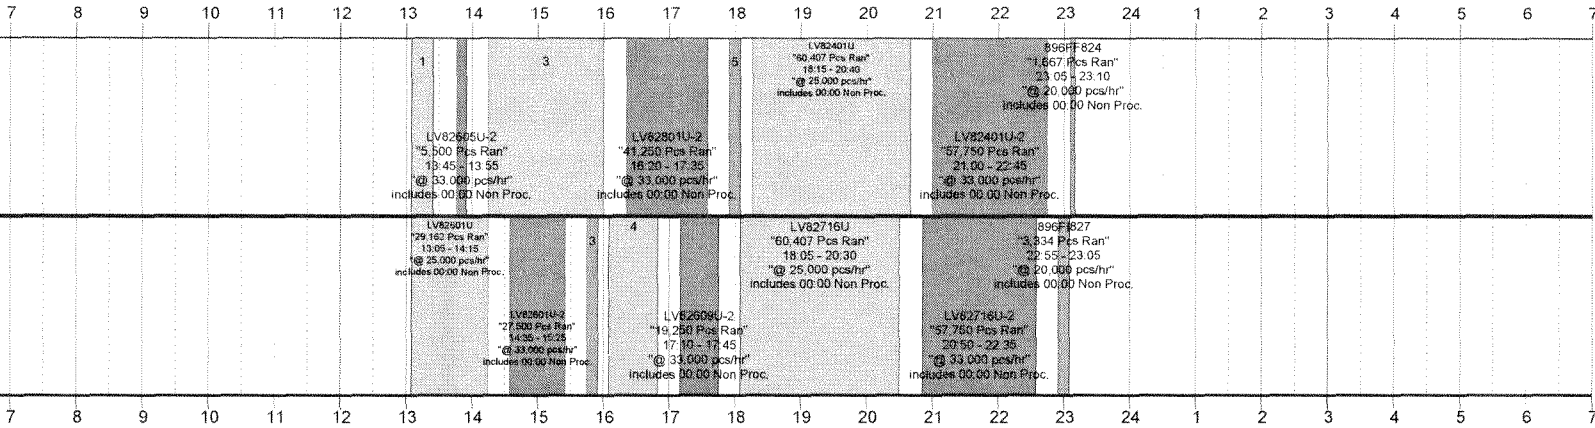 7 8 9 10 11 12 13 14 15 16 17 18 19 20 21 22 23 24 1 2 3 4 5 6 7
1
3
5
LV82401U
"60,407 Pcs Ran"
18:15 - 20:40
"@ 25,000 pcs/hr"
includes 00:00 Non Proc.
896FF824
"1,667 Pcs Ran"
23:05 - 23:10
"@ 20,000 pcs/hr"
includes 00:00 Non Proc.
LV82605U-2
"5,500 Pcs Ran"
13:45 - 13:55
"@ 33,000 pcs/hr"
includes 00:00 Non Proc.
LV82801U-2
"41,250 Pcs Ran"
16:20 - 17:35
"@ 33,000 pcs/hr"
includes 00:00 Non Proc.
LV82401U-2
"57,750 Pcs Ran"
21:00 - 22:45
"@ 33,000 pcs/hr"
includes 00:00 Non Proc.
LV82601U
"29,162 Pcs Ran"
13:05 - 14:15
"@ 25,000 pcs/hr"
includes 00:00 Non Proc.
3
4
LV82716U
"60,407 Pcs Ran"
18:05 - 20:30
"@ 25,000 pcs/hr"
includes 00:00 Non Proc.
896FF827
"3,334 Pcs Ran"
22:55 - 23:05
"@ 20,000 pcs/hr"
includes 00:00 Non Proc.
LV82601U-2
"27,500 Pcs Ran"
14:35 - 15:25
"@ 33,000 pcs/hr"
includes 00:00 Non Proc.
LV82609U-2
"19,250 Pcs Ran"
17:10 - 17:45
"@ 33,000 pcs/hr"
includes 00:00 Non Proc.
LV82716U-2
"57,750 Pcs Ran"
20:50 - 22:35
"@ 33,000 pcs/hr"
includes 00:00 Non Proc.
7 8 9 10 11 12 13 14 15 16 17 18 19 20 21 22 23 24 1 2 3 4 5 6 7